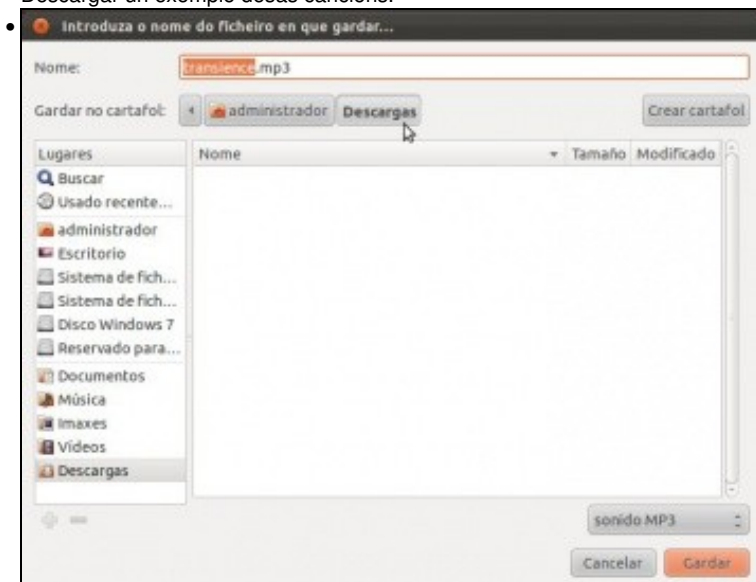 Descargar un exemplo desas cancións.
Introduza o nome do ficheiro en que gardar...
Nome: transience.mp3
Gardar no cartafol: administrador Descargas Crear cartafol
Lugares Nome Tamaño Modificado
Buscar
Usado recente...
administrador
Escritorio
Sistema de fich...
Sistema de fich...
Disco Windows 7
Reservado para...
Documentos
Música
Imaxes
Vídeos
Descargas
sonido MP3
Cancelar Gardar